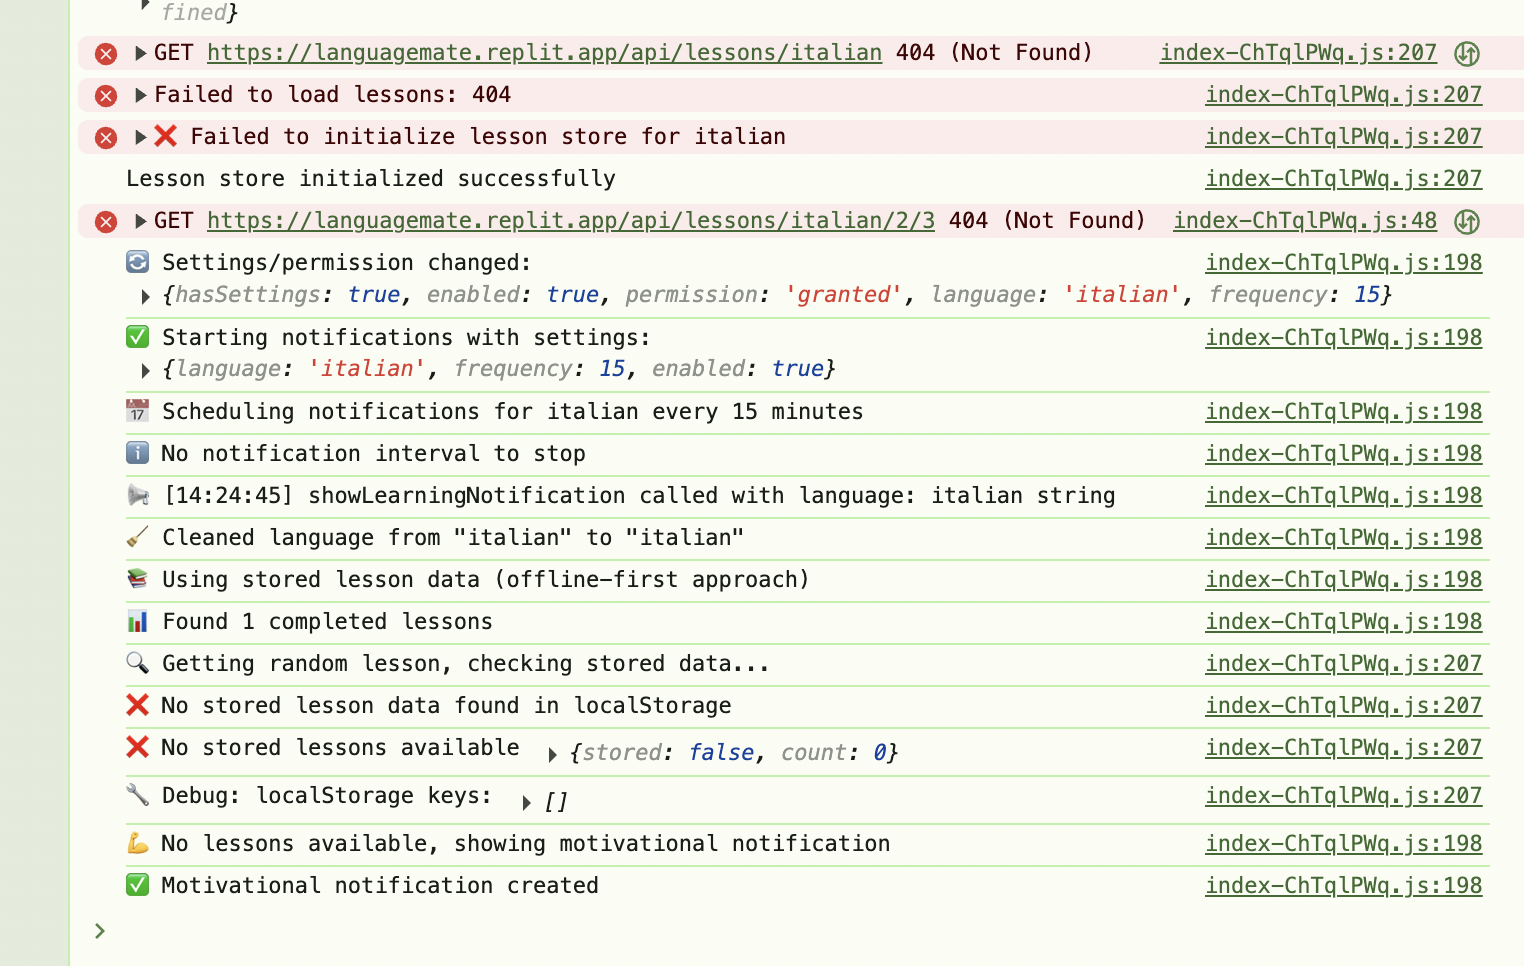 fined}
GET https://languagemate.replit.app/api/lessons/italian 404 (Not Found) index-ChTqlPWq.js:207
Failed to load lessons: 404 index-ChTqlPWq.js:207
❌ Failed to initialize lesson store for italian index-ChTqlPWq.js:207
Lesson store initialized successfully index-ChTqlPWq.js:207
GET https://languagemate.replit.app/api/lessons/italian/2/3 404 (Not Found) index-ChTqlPWq.js:48
🔄 Settings/permission changed: index-ChTqlPWq.js:198
{hasSettings: true, enabled: true, permission: 'granted', language: 'italian', frequency: 15}
✅ Starting notifications with settings: index-ChTqlPWq.js:198
{language: 'italian', frequency: 15, enabled: true}
📅 Scheduling notifications for italian every 15 minutes index-ChTqlPWq.js:198
ℹ️ No notification interval to stop index-ChTqlPWq.js:198
📢 [14:24:45] showLearningNotification called with language: italian string index-ChTqlPWq.js:198
🧹 Cleaned language from "italian" to "italian" index-ChTqlPWq.js:198
📚 Using stored lesson data (offline-first approach) index-ChTqlPWq.js:198
📊 Found 1 completed lessons index-ChTqlPWq.js:198
🔍 Getting random lesson, checking stored data... index-ChTqlPWq.js:207
❌ No stored lesson data found in localStorage index-ChTqlPWq.js:207
❌ No stored lessons available {stored: false, count: 0} index-ChTqlPWq.js:207
🔧 Debug: localStorage keys: [] index-ChTqlPWq.js:207
💪 No lessons available, showing motivational notification index-ChTqlPWq.js:198
✅ Motivational notification created index-ChTqlPWq.js:198